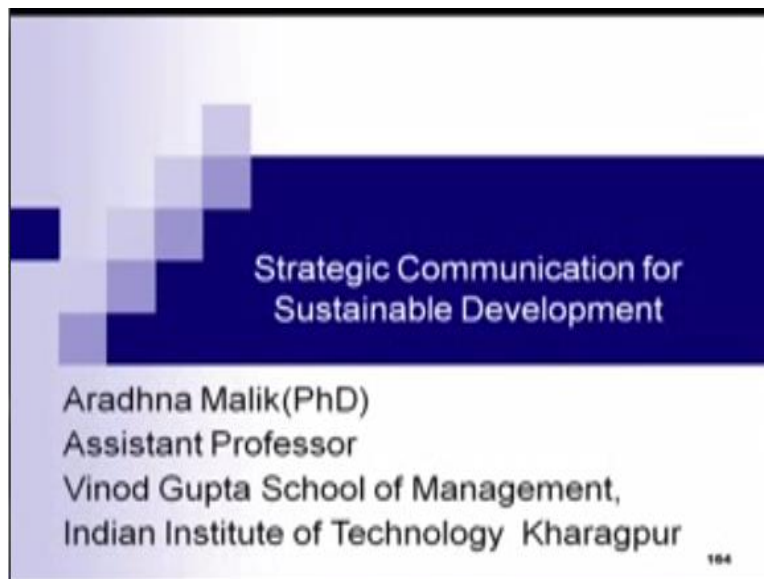 Strategic Communication for
Sustainable Development
Aradhna Malik(PhD)
Assistant Professor
Vinod Gupta School of Management,
Indian Institute of Technology Kharagpur
164